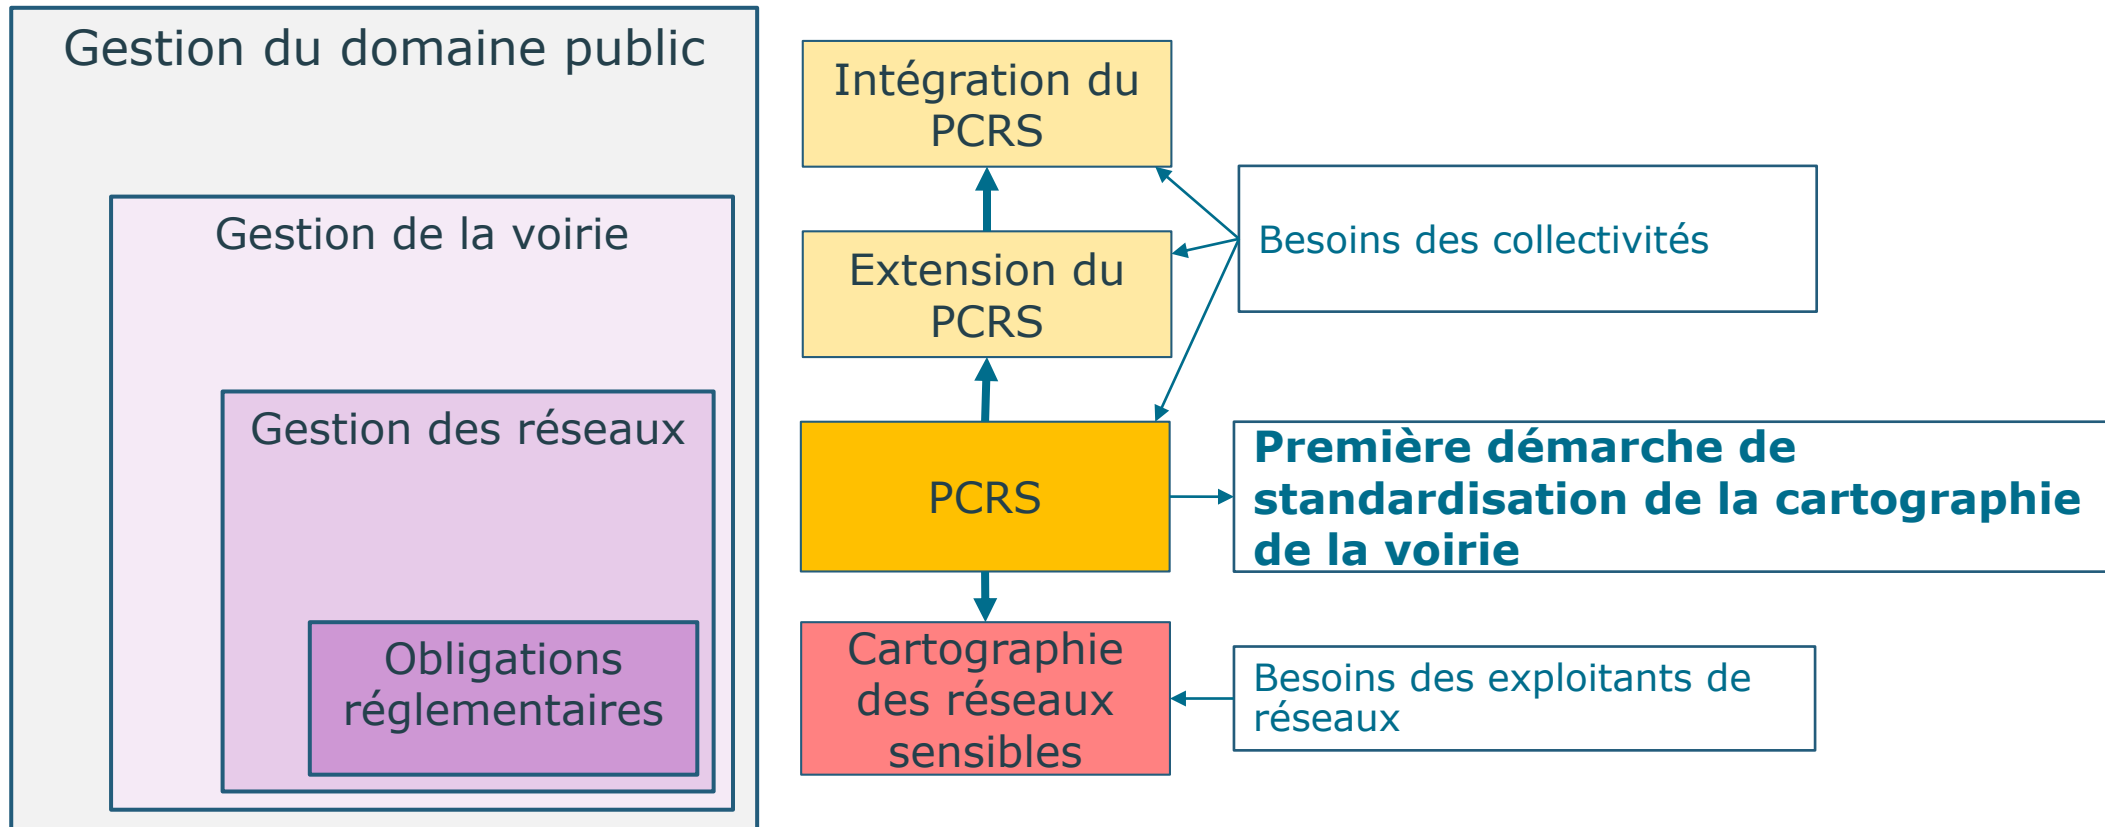 Gestion du domaine public
Gestion de la voirie
Gestion des réseaux
Obligations
réglementaires
Intégration du
PCRS
Extension du
PCRS
PCRS
Cartographie
des réseaux
sensibles
Besoins des collectivités
Première démarche de
standardisation de la cartographie
de la voirie
Besoins des exploitants de
réseaux